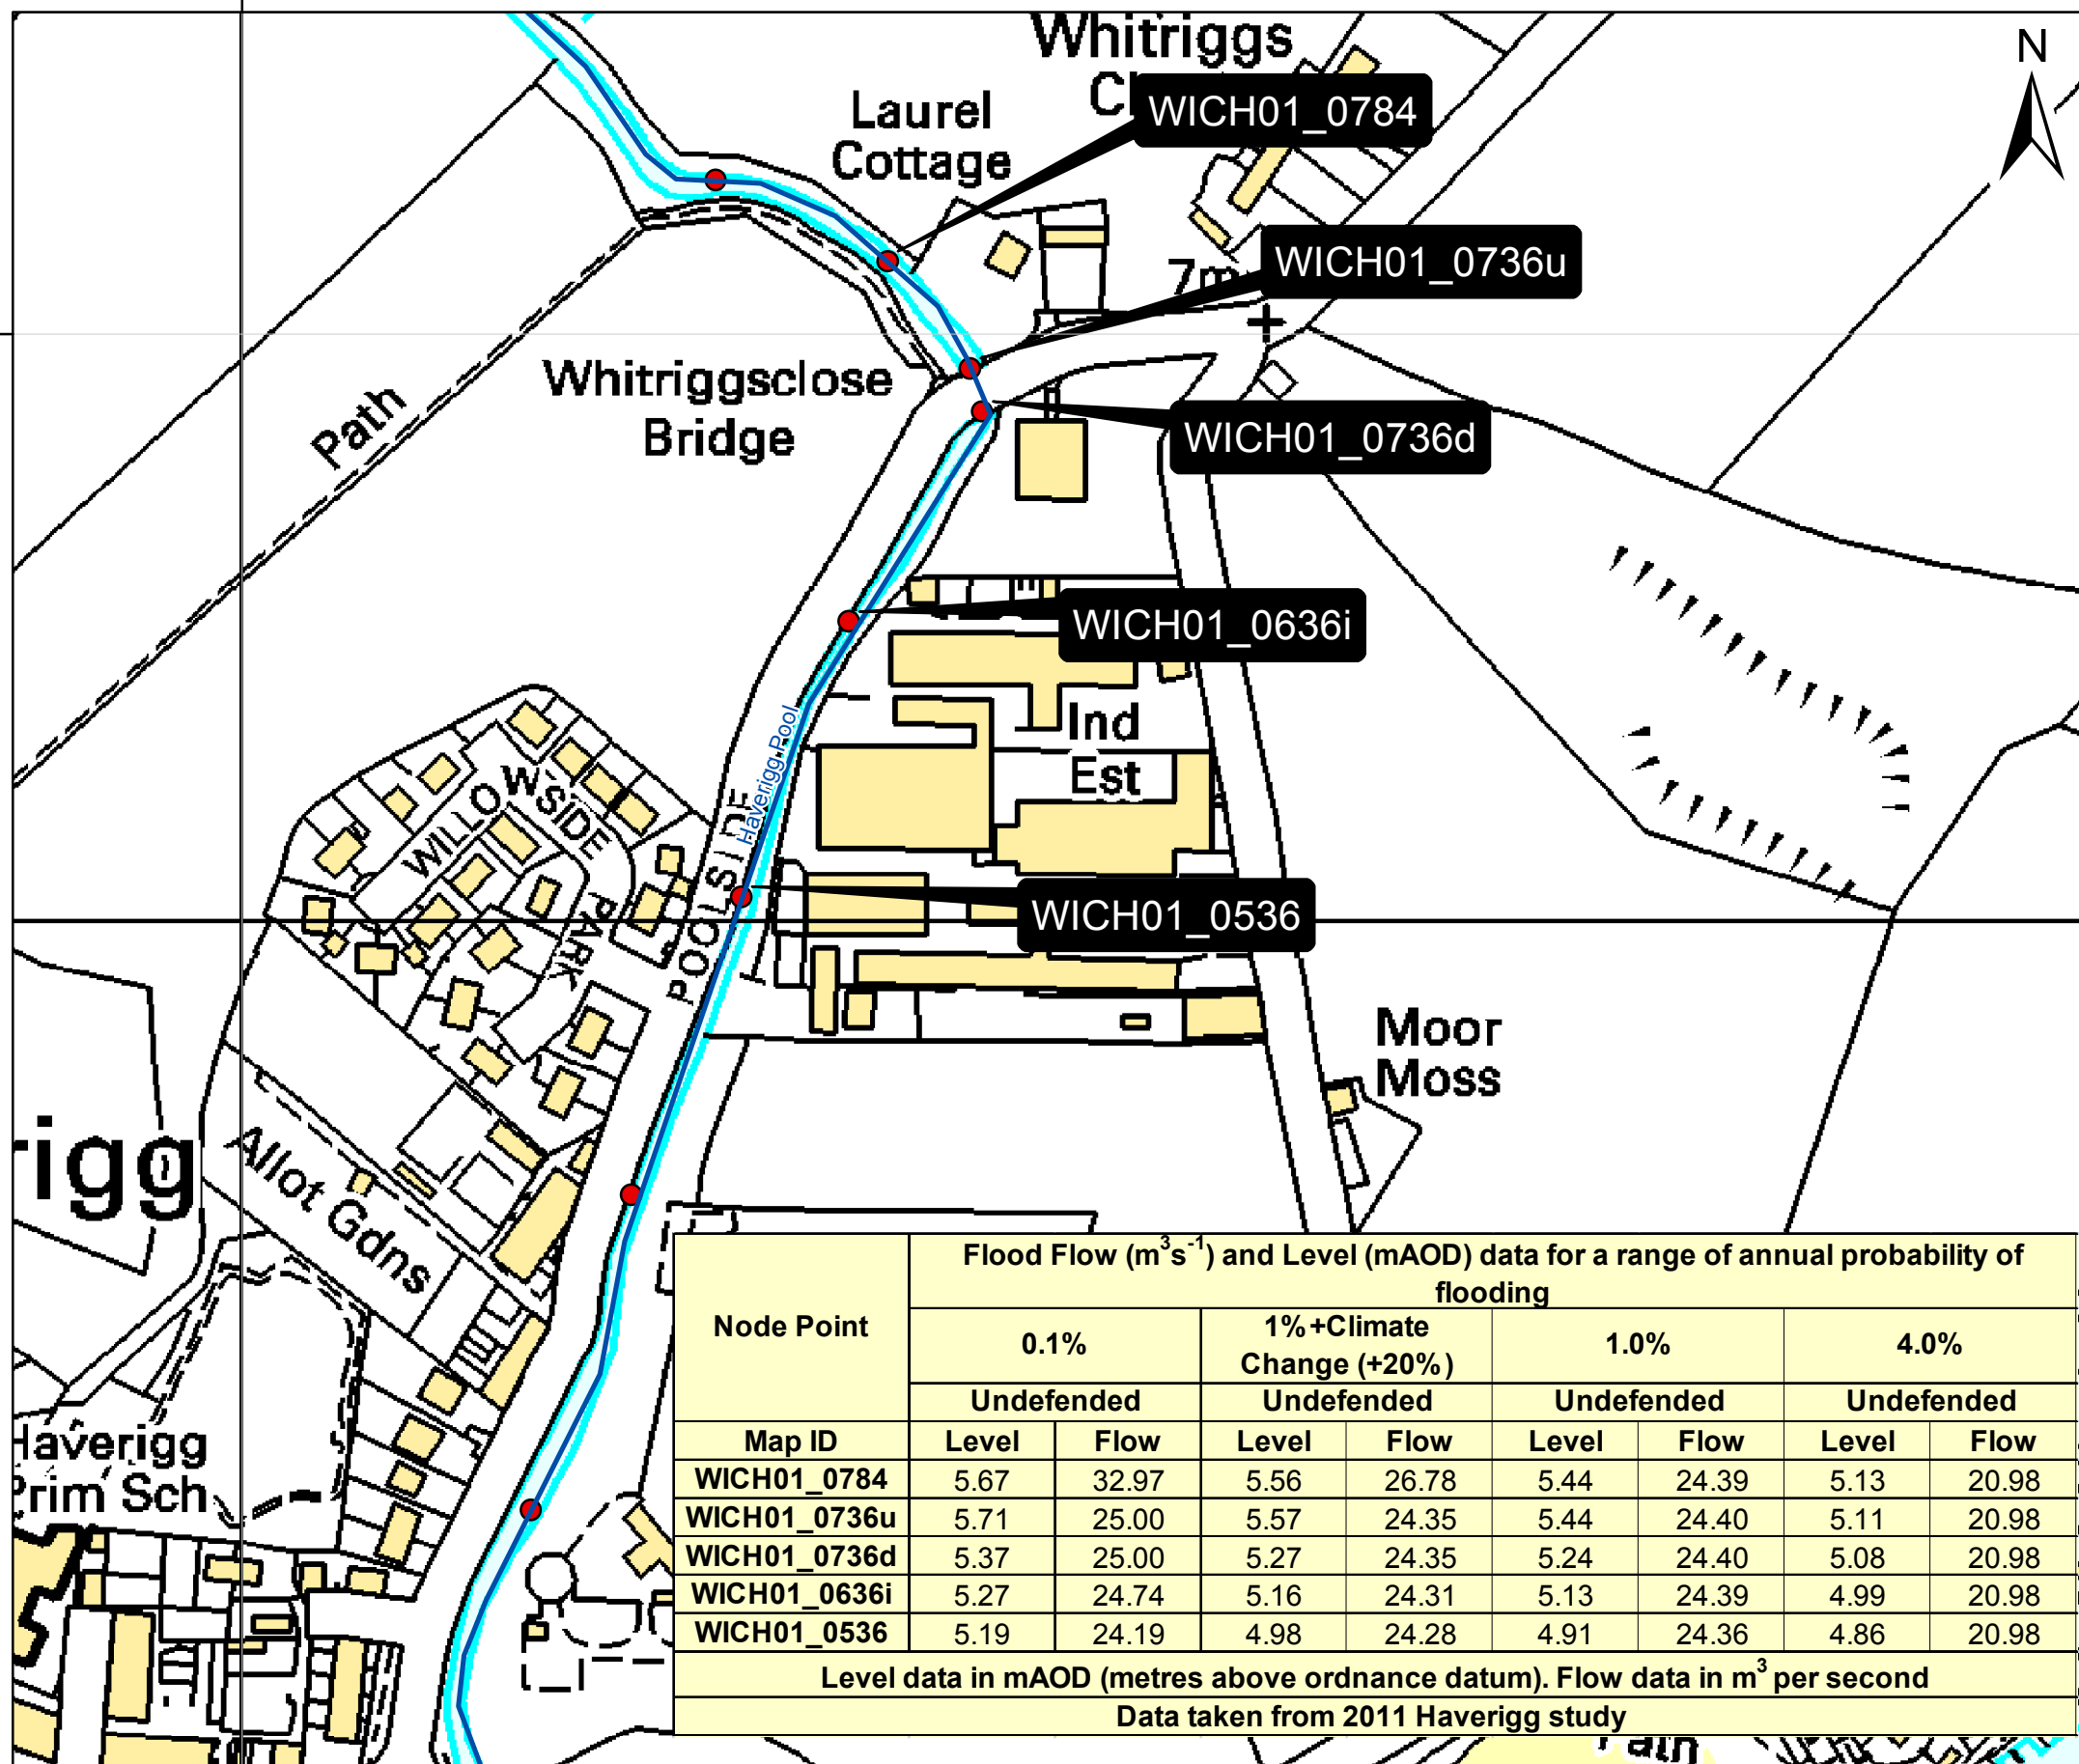 Whitriggs
N
WICH01_0784
Laurel
Cottage
WICH01_0736u
7m
Whitriggsclose
Bridge
Path
WICH01_0736d
WICH01_0636i
Ind
Est
Haverigg Pool
WILLOWSIDE
PARK
POOLSIDE
WICH01_0536
Moor
Moss
rigg
Allot Gdns
Haverigg
Prim Sch
Node Point
Flood Flow (m³s⁻¹) and Level (mAOD) data for a range of annual probability of
flooding
0.1% 1%+Climate Change (+20%) 1.0% 4.0%
Undefended Undefended Undefended Undefended
Map ID Level Flow Level Flow Level Flow Level Flow
WICH01_0784 5.67 32.97 5.56 26.78 5.44 24.39 5.13 20.98
WICH01_0736u 5.71 25.00 5.57 24.35 5.44 24.40 5.11 20.98
WICH01_0736d 5.37 25.00 5.27 24.35 5.24 24.40 5.08 20.98
WICH01_0636i 5.27 24.74 5.16 24.31 5.13 24.39 4.99 20.98
WICH01_0536 5.19 24.19 4.98 24.28 4.91 24.36 4.86 20.98
Level data in mAOD (metres above ordnance datum). Flow data in m³ per second
Data taken from 2011 Haverigg study